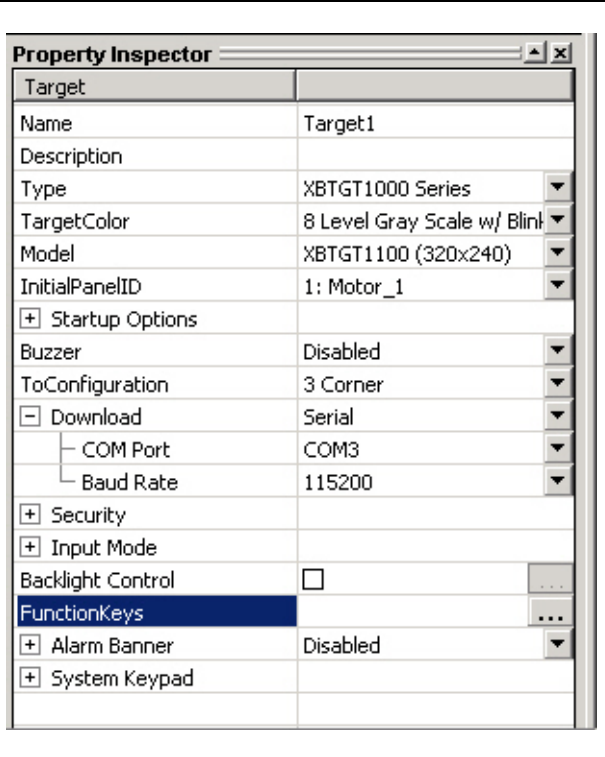 Property Inspector
Target
Name Target1
Description
Type XBTGT1000 Series
TargetColor 8 Level Gray Scale w/ Blink
Model XBTGT1100 (320x240)
InitialPanelID 1: Motor_1
Startup Options
Buzzer Disabled
ToConfiguration 3 Corner
Download Serial
COM Port COM3
Baud Rate 115200
Security
Input Mode
Backlight Control ...
FunctionKeys ...
Alarm Banner Disabled
System Keypad